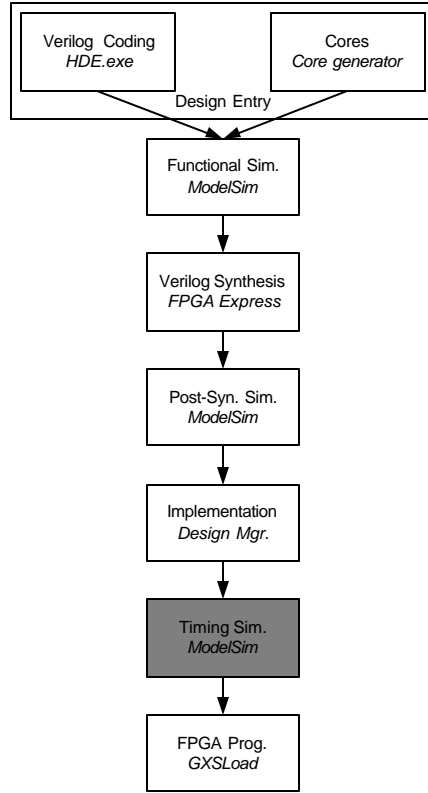 Verilog Coding
HDE.exe
Cores
Core generator
Design Entry
Functional Sim.
ModelSim
Verilog Synthesis
FPGA Express
Post-Syn. Sim.
ModelSim
Implementation
Design Mgr.
Timing Sim.
ModelSim
FPGA Prog.
GXSLoad